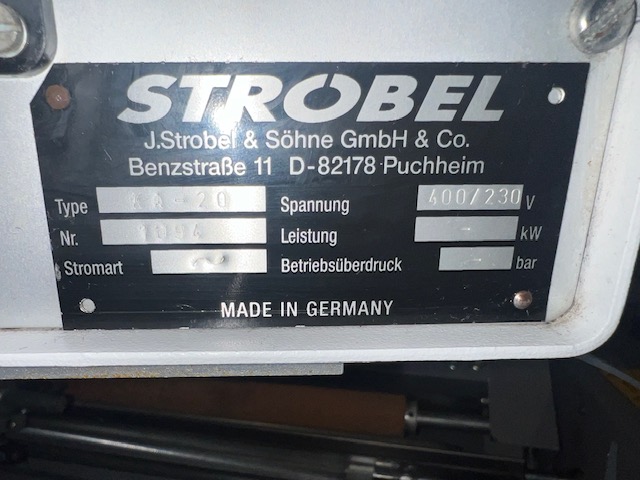 STROBEL
J.Strobel & Söhne GmbH & Co.
Benzstraße 11 D-82178 Puchheim
Type Spannung 400/230 V
Nr. Leistung - kW
Stromart ~ Betriebsüberdruck - bar
MADE IN GERMANY